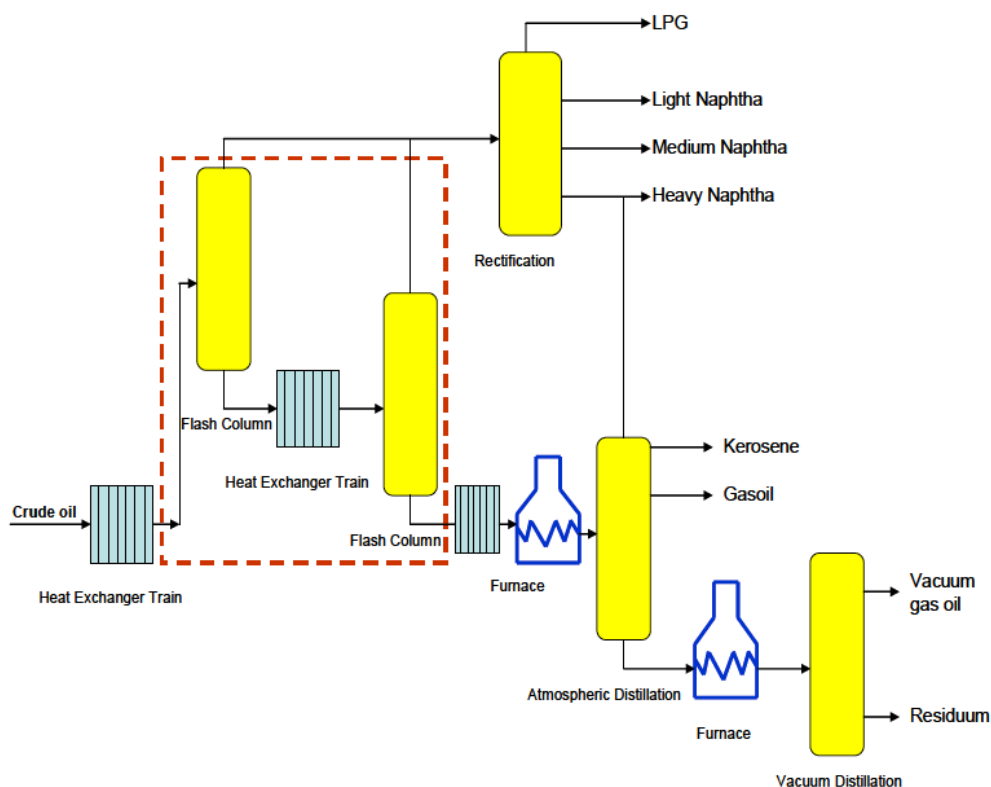 LPG
Light Naphtha
Medium Naphtha
Heavy Naphtha
Rectification
Flash Column
Heat Exchanger Train
Kerosene
Gasoil
Crude oil
Flash Column
Furnace
Heat Exchanger Train
Vacuum
gas oil
Atmospheric Distillation
Residuum
Furnace
Vacuum Distillation